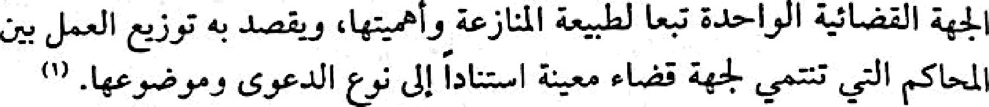 الجهة القضائية الواحدة تبعا لطبيعة المنازعة وأهميتها، ويقصد به توزيع العمل بين
المحاكم التي تنتمي لجهة قضاء معينة استناداً إلى نوع الدعوى وموضوعها. (١)